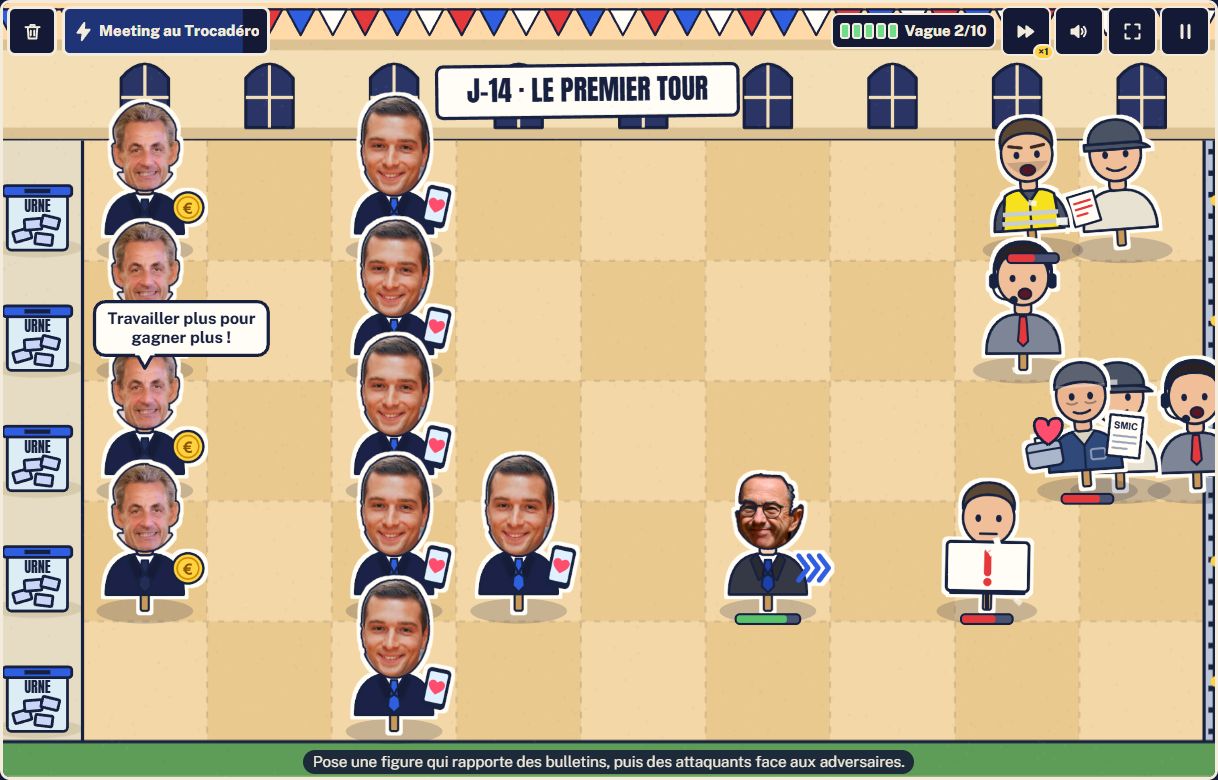 Meeting au Trocadéro
Vague 2/10
×1
J-14 · LE PREMIER TOUR
URNE
€
URNE
Travailler plus pour
gagner plus !
URNE
€
SMIC
URNE
€
!
URNE
Pose une figure qui rapporte des bulletins, puis des attaquants face aux adversaires.